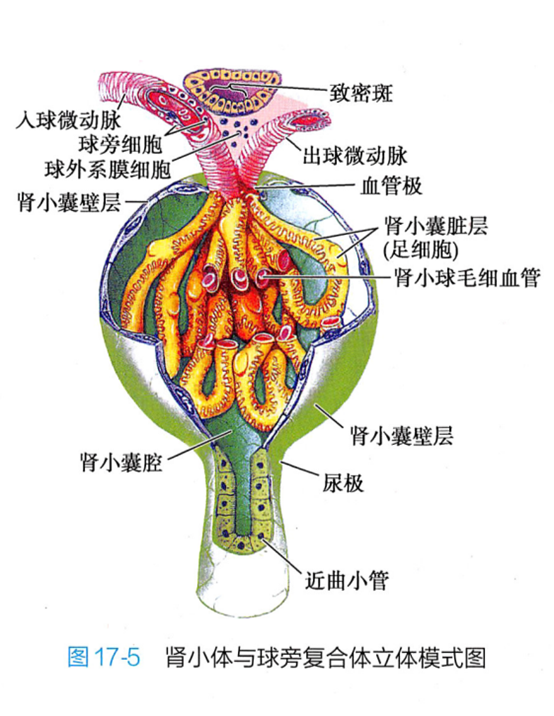 致密斑
入球微动脉
球旁细胞
球外系膜细胞
出球微动脉
血管极
肾小囊壁层
肾小囊脏层
(足细胞)
肾小球毛细血管
肾小囊壁层
肾小囊腔
尿极
近曲小管
图 17-5 肾小体与球旁复合体立体模式图